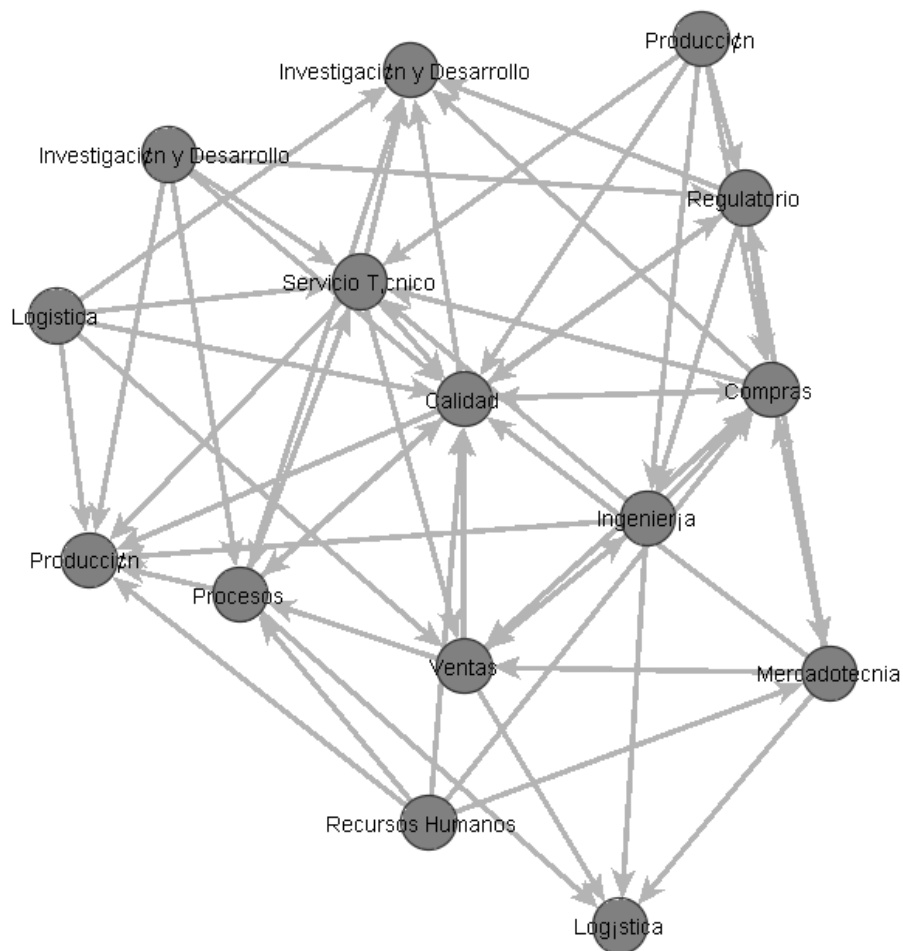 Producci¢n
Investigaci¢n y Desarrollo
Investigaci¢n y Desarrollo
Regulatorio
Servicio T‚cnico
Logistica
Compras
Calidad
Ingenier¡a
Producci¢n
Procesos
Ventas
Mercadotecnia
Recursos Humanos
Log¡stica